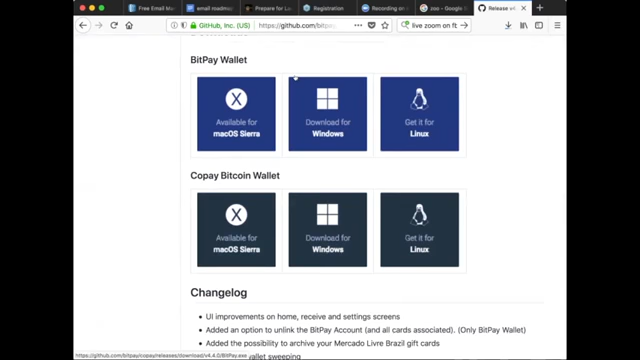 Free Email Ma
email roadmu
Prepare for La
Registration
Recording on
zoo - Google S
Release v4.
GitHub, Inc. (US)
https://github.com/bitpay
live zoom on ft
BitPay Wallet
Available for
macOS Sierra
Download for
Windows
Get it for
Linux
Copay Bitcoin Wallet
Available for
macOS Sierra
Download for
Windows
Get it for
Linux
Changelog
UI improvements on home, receive and settings screens
Added an option to unlink the BitPay Account (and all cards associated). (Only BitPay Wallet)
Added the possibility to archive your Mercado Livre Brazil gift cards
https://github.com/bitpay/copay/releases/download/v4.4.0/BitPay.exe
wallet sweeping